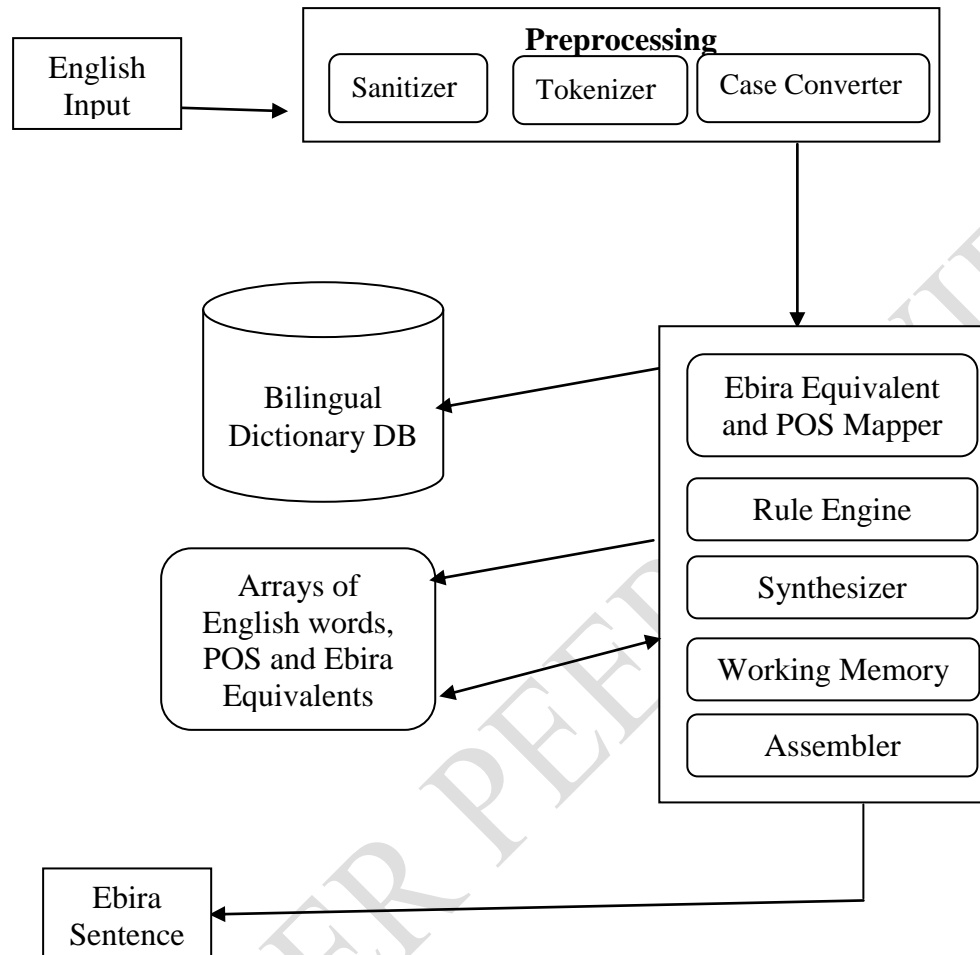 Preprocessing
English
Input
Sanitizer
Tokenizer
Case Converter
Bilingual
Dictionary DB
Ebira Equivalent
and POS Mapper
Rule Engine
Arrays of
English words,
POS and Ebira
Equivalents
Synthesizer
Working Memory
Assembler
Ebira
Sentence